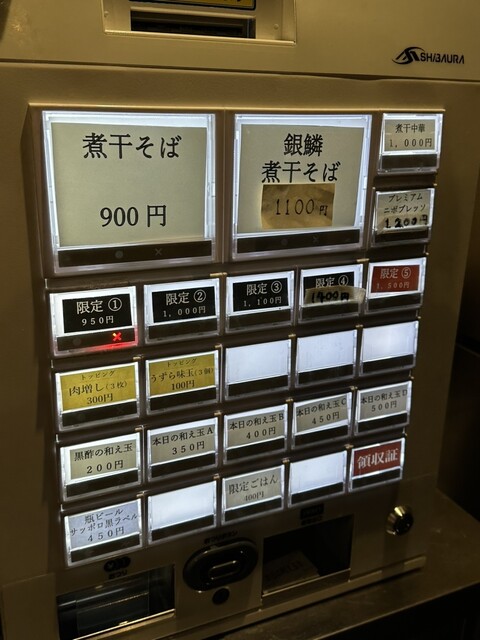 SHIBAURA
煮干そば
900円
銀鱗
煮干そば
1100円
煮干中華
1,000円
プレミアム
ニボプレッソ
1200円
限定①
950円
限定②
1,000円
限定③
1,100円
限定④
限定⑤
1,500円
トッピング
肉増し(3枚)
300円
トッピング
うずら味玉(3個)
100円
黒酢の和え玉
200円
本日の和え玉A
350円
本日の和え玉B
400円
本日の和え玉C
450円
本日の和え玉D
500円
瓶ビール
サッポロ黒ラベル
450円
限定ごはん
400円
領収証